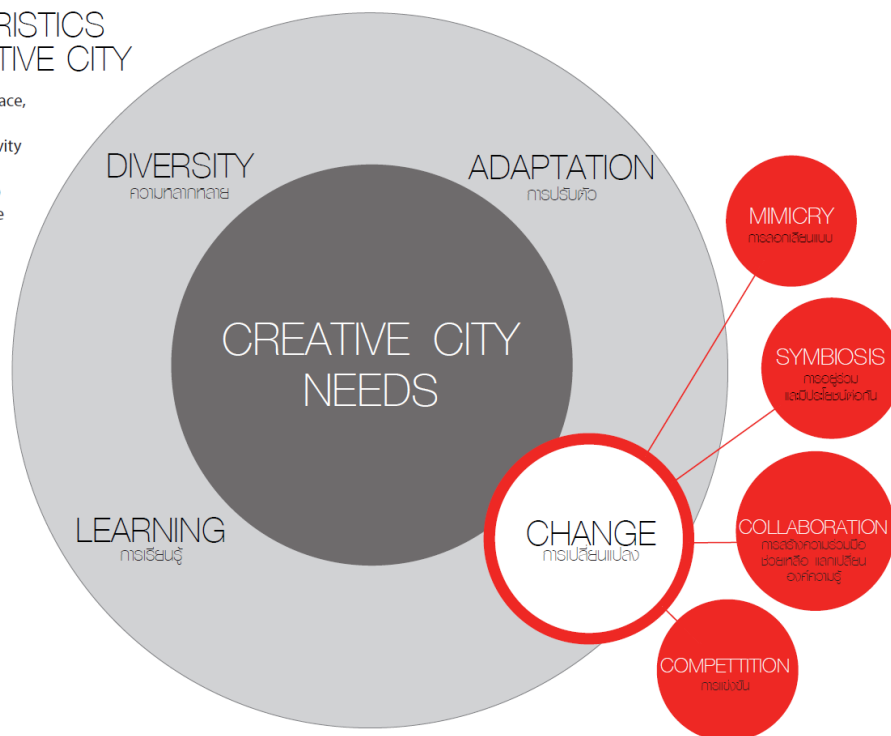 RISTICS
TIVE CITY
ace,
vity
e
DIVERSITY
ความหลากหลาย
ADAPTATION
การปรับตัว
MIMICRY
การลอกเลียนแบบ
CREATIVE CITY
NEEDS
SYMBIOSIS
การอยู่ร่วม
และมีประโยชน์ต่อกัน
LEARNING
การเรียนรู้
CHANGE
การเปลี่ยนแปลง
COLLABORATION
การสร้างความร่วมมือ
ช่วยเหลือ แลกเปลี่ยน
องค์ความรู้
COMPETTITION
การแข่งขัน